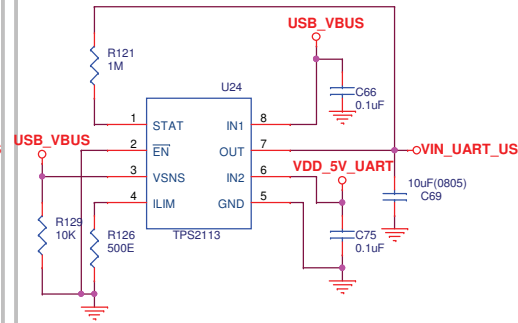 USB_VBUS
R121
1M
U24
C66
0.1uF
1
STAT
IN1
8
2
EN
OUT
7
VIN_UART_US
USB_VBUS
3
VSNS
IN2
6
VDD_5V_UART
4
ILIM
GND
5
10uF(0805)
C69
R129
10K
R126
500E
TPS2113
C75
0.1uF